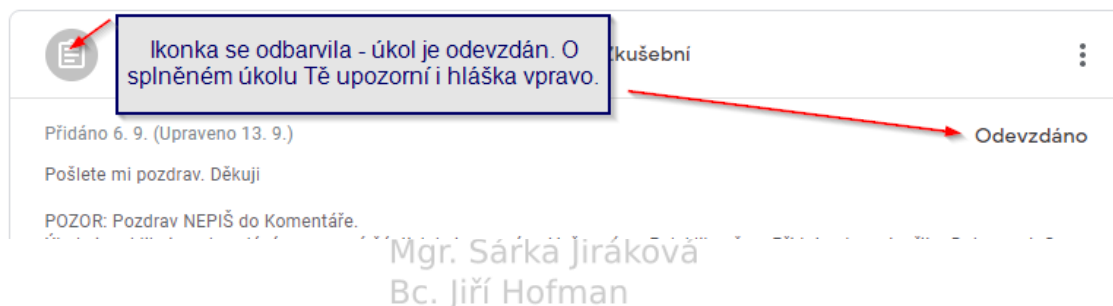 Ikonka se odbarvila - úkol je odevzdán. O
splněném úkolu Tě upozorní i hláška vpravo.
kušební
Přidáno 6. 9. (Upraveno 13. 9.)
Odevzdáno
Pošlete mi pozdrav. Děkuji
POZOR: Pozdrav NEPIŠ do Komentáře.
Mgr. Šárka Jiráková
Bc. Jiří Hofman